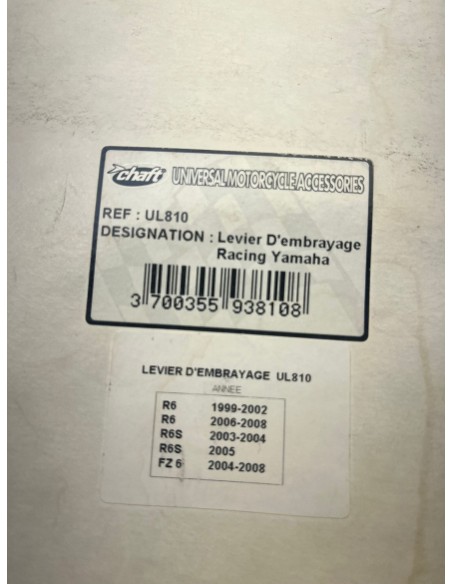 chaft UNIVERSAL MOTORCYCLE ACCESSORIES
REF : UL810
DESIGNATION : Levier D'embrayage
Racing Yamaha
3 700355 938108
LEVIER D'EMBRAYAGE UL810
ANNEE
R6 1999-2002
R6 2006-2008
R6S 2003-2004
R6S 2005
FZ 6 2004-2008